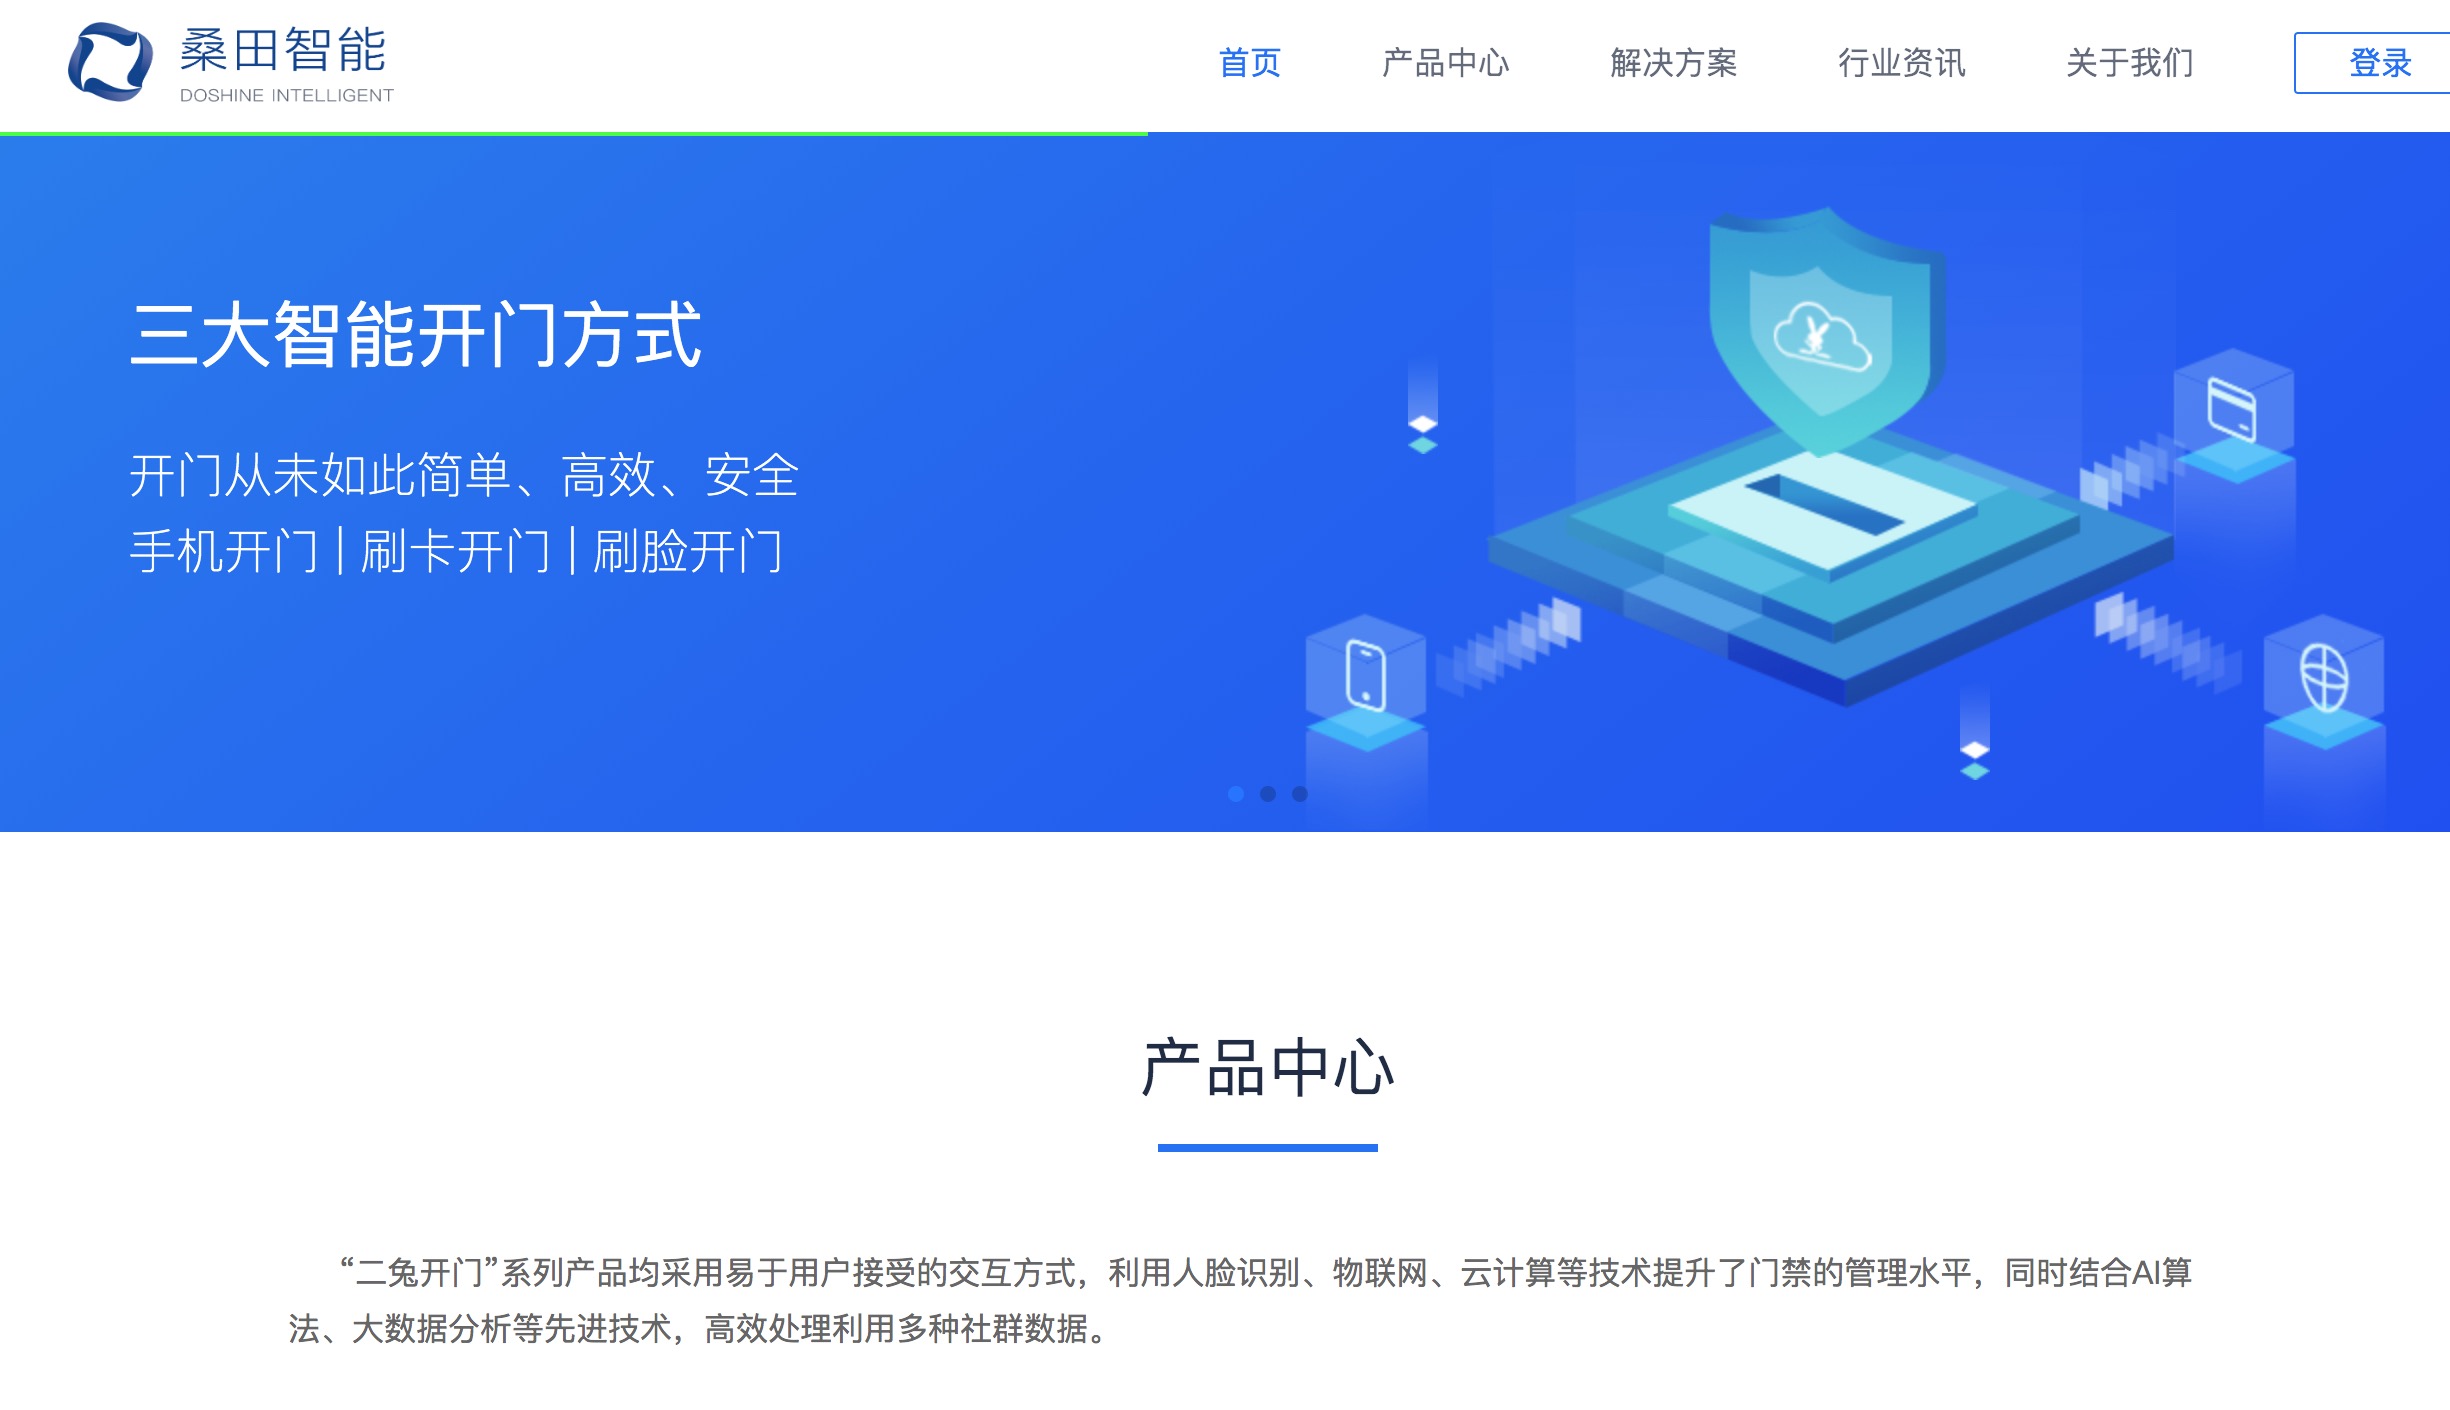 桑田智能
DOSHINE INTELLIGENT
首页
产品中心
解决方案
行业资讯
关于我们
登录
三大智能开门方式
开门从未如此简单、高效、安全
手机开门 | 刷卡开门 | 刷脸开门
产品中心
“二兔开门”系列产品均采用易于用户接受的交互方式，利用人脸识别、物联网、云计算等技术提升了门禁的管理水平，同时结合AI算
法、大数据分析等先进技术，高效处理利用多种社群数据。